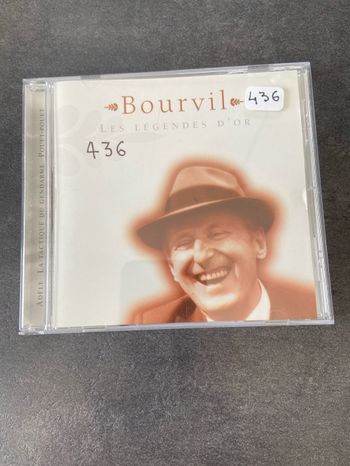 Bourvil
436
LES LÉGENDES D'OR
436
ADÈLE LA TACTIQUE DU GENDARME POUET-POUET